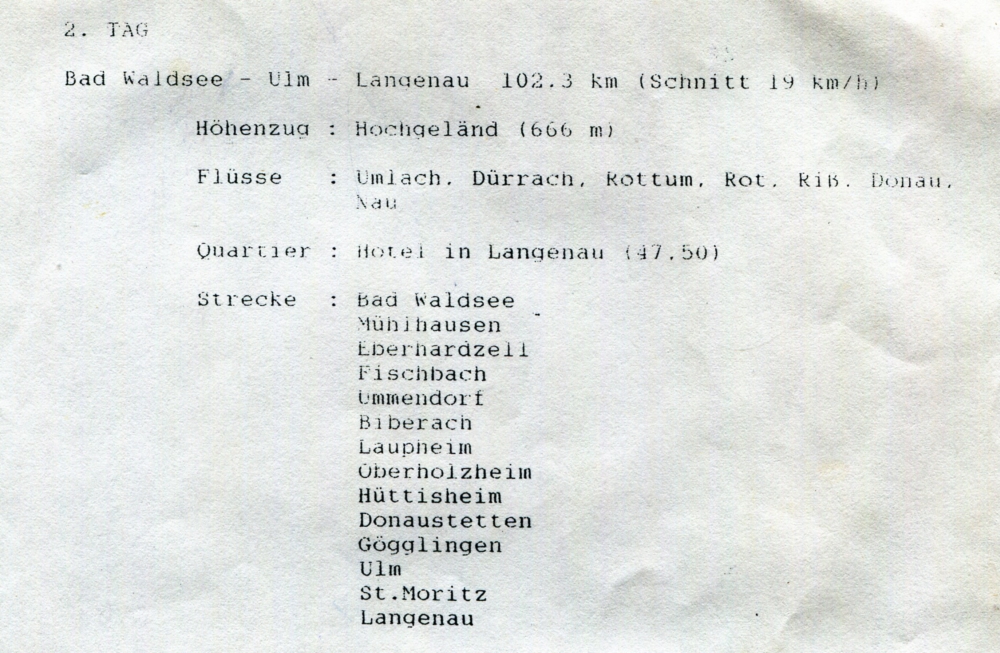 2. TAG
Bad Waldsee - Ulm - Langenau 102.3 km (Schnitt 19 km/h)
Höhenzug : Hochgeländ (666 m)
Flüsse : Umlach, Dürrach, Rottum, Rot, Riß, Donau,
Nau
Quartier : Hotel in Langenau (47,50)
Strecke : Bad Waldsee
Mühlhausen
Eberhardzell
Fischbach
Ummendorf
Biberach
Laupheim
Oberholzheim
Hüttisheim
Donaustetten
Gögglingen
Ulm
St.Moritz
Langenau